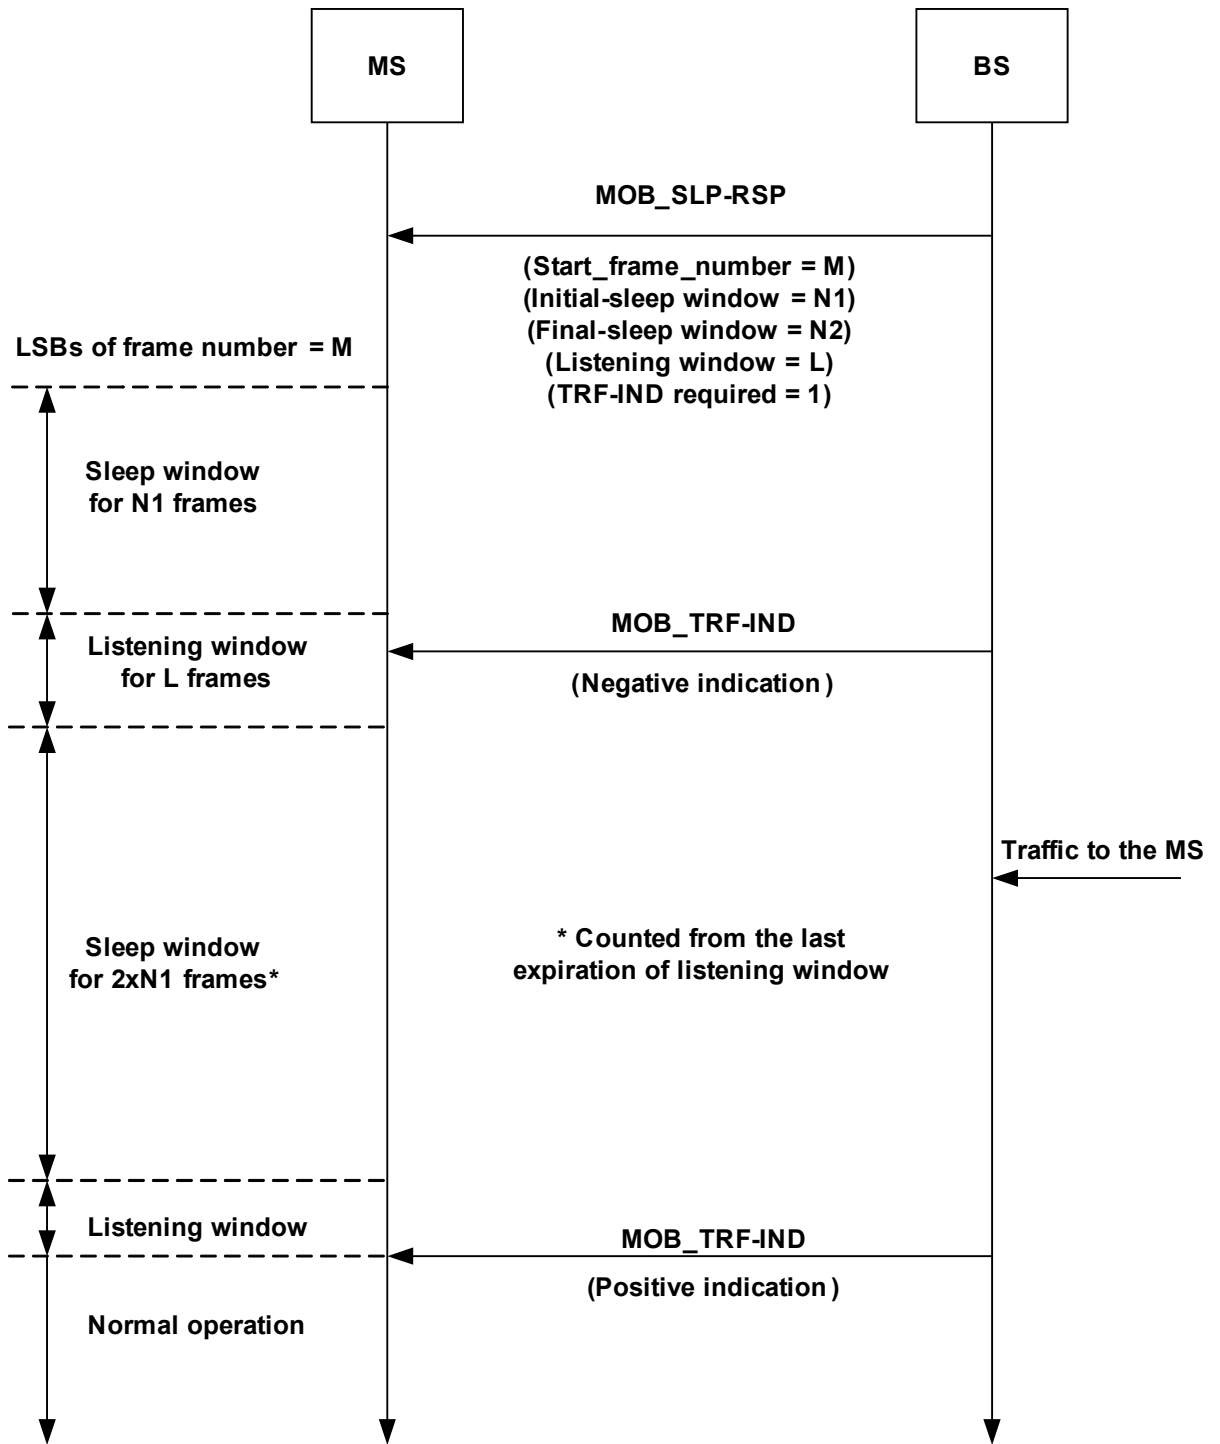 MS
BS
MOB_SLP-RSP
(Start_frame_number = M)
(Initial-sleep window = N1)
(Final-sleep window = N2)
(Listening window = L)
(TRF-IND required = 1)
LSBs of frame number = M
Sleep window
for N1 frames
MOB_TRF-IND
(Negative indication)
Listening window
for L frames
Traffic to the MS
Sleep window
for 2xN1 frames*
* Counted from the last
expiration of listening window
Listening window
MOB_TRF-IND
(Positive indication)
Normal operation